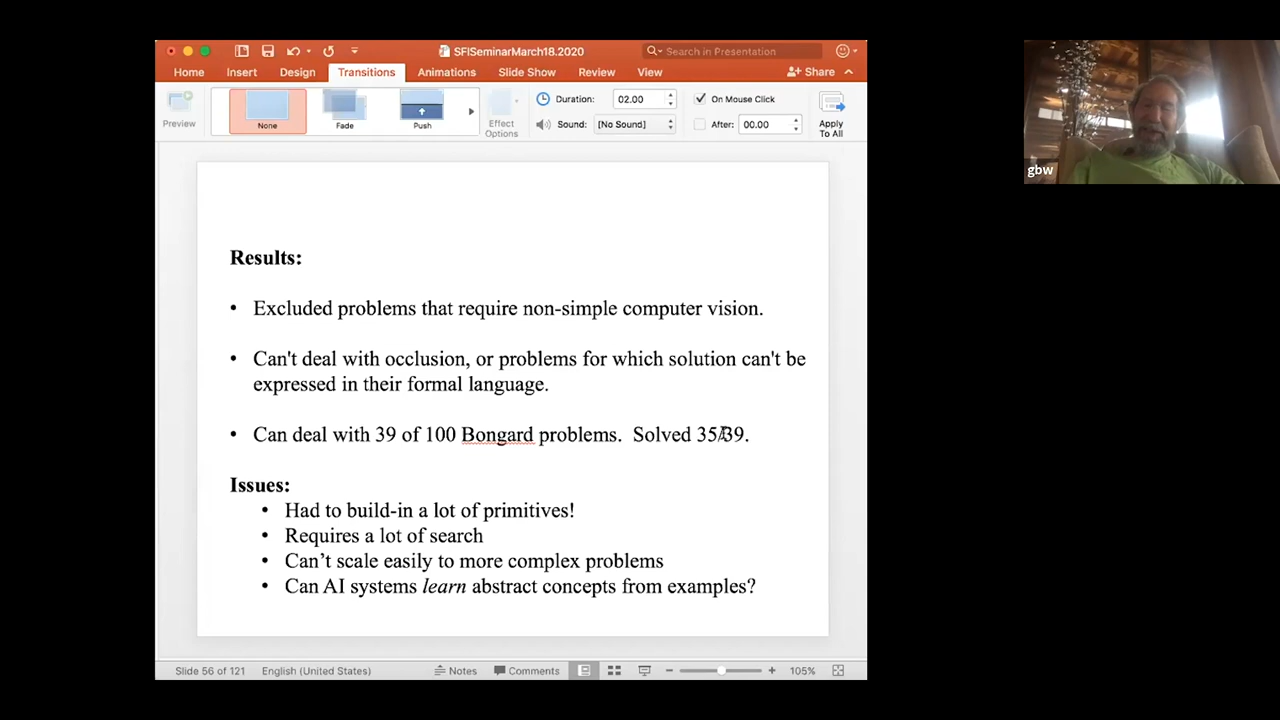 SFISeminarMarch18.2020
Search in Presentation
Home Insert Design Transitions Animations Slide Show Review View Share
Preview
None
Fade
Push
Effect Options
Duration: 02.00
Sound: [No Sound]
On Mouse Click
After: 00.00
Apply To All
gbw
Results:
• Excluded problems that require non-simple computer vision.
• Can't deal with occlusion, or problems for which solution can't be
expressed in their formal language.
• Can deal with 39 of 100 Bongard problems. Solved 35/39.
Issues:
• Had to build-in a lot of primitives!
• Requires a lot of search
• Can’t scale easily to more complex problems
• Can AI systems learn abstract concepts from examples?
Slide 56 of 121 English (United States) Notes Comments 105%